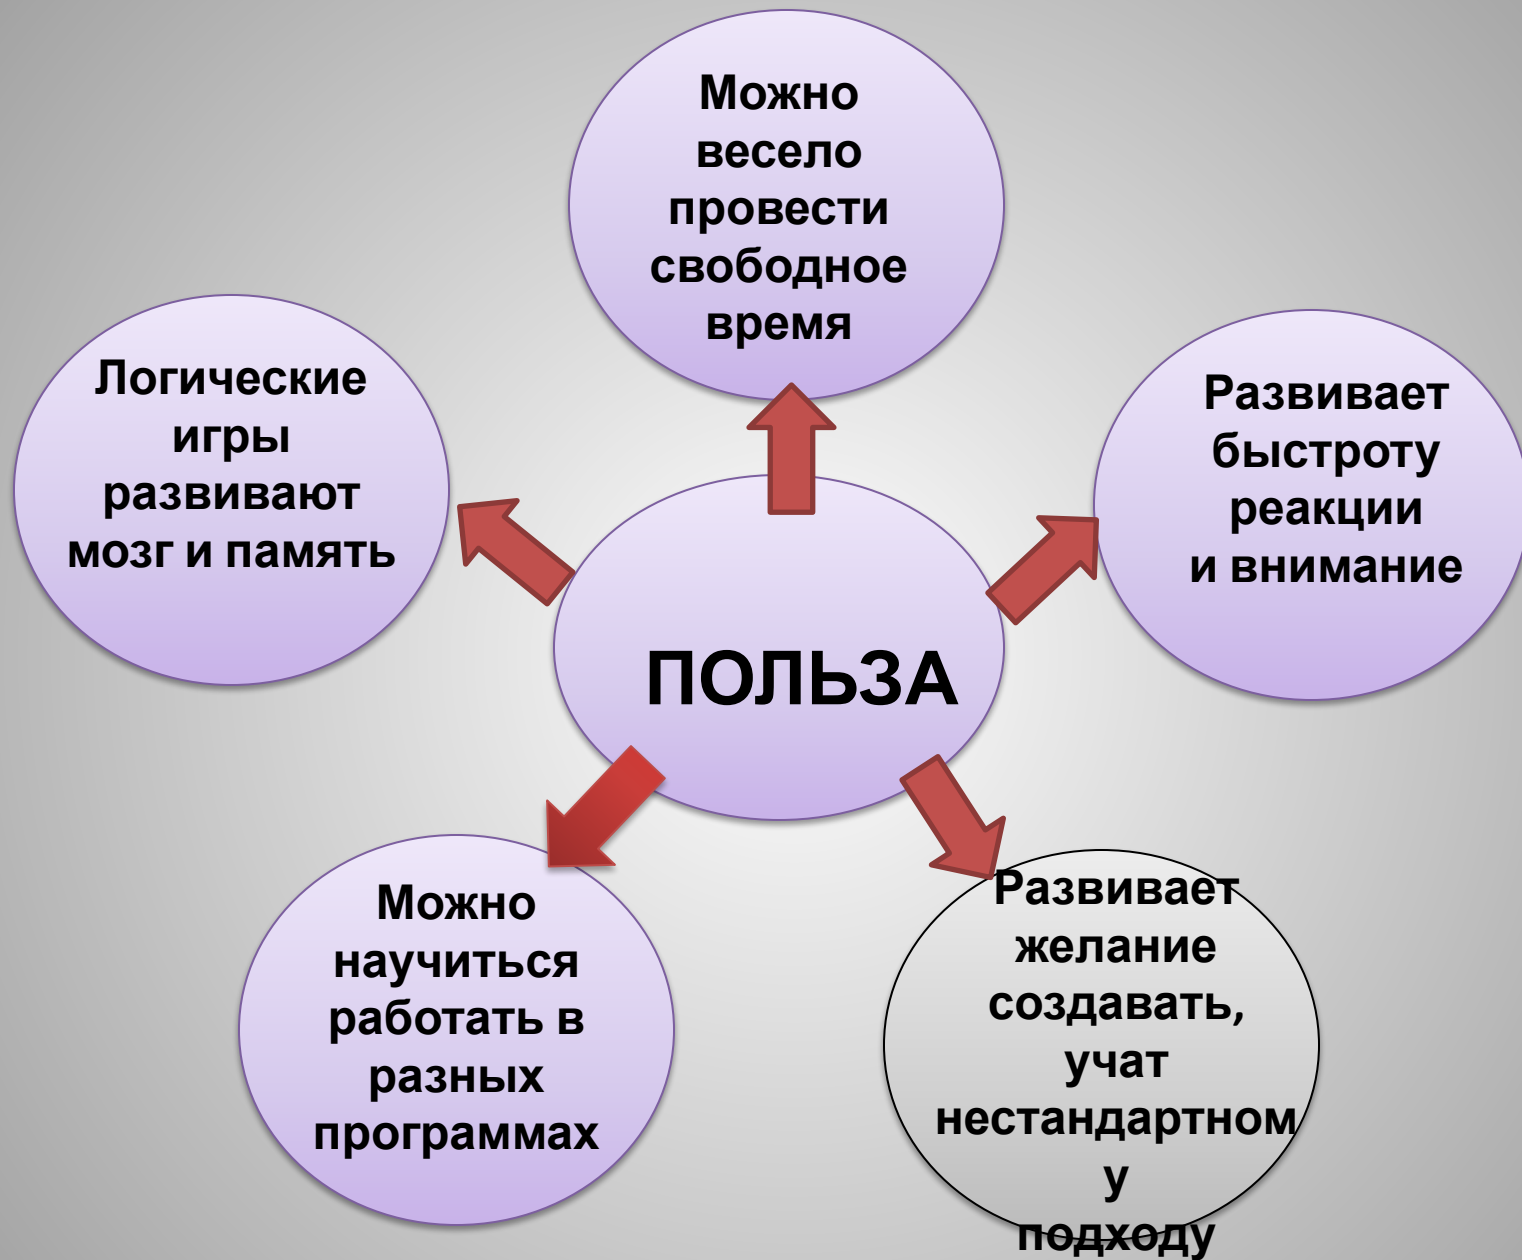 Можно
весело
провести
свободное
время
Логические
игры
развивают
мозг и память
Развивает
быстроту
реакции
и внимание
ПОЛЬЗА
Можно
научиться
работать в
разных
программах
Развивает
желание
создавать,
учат
нестандартном
у
подходу